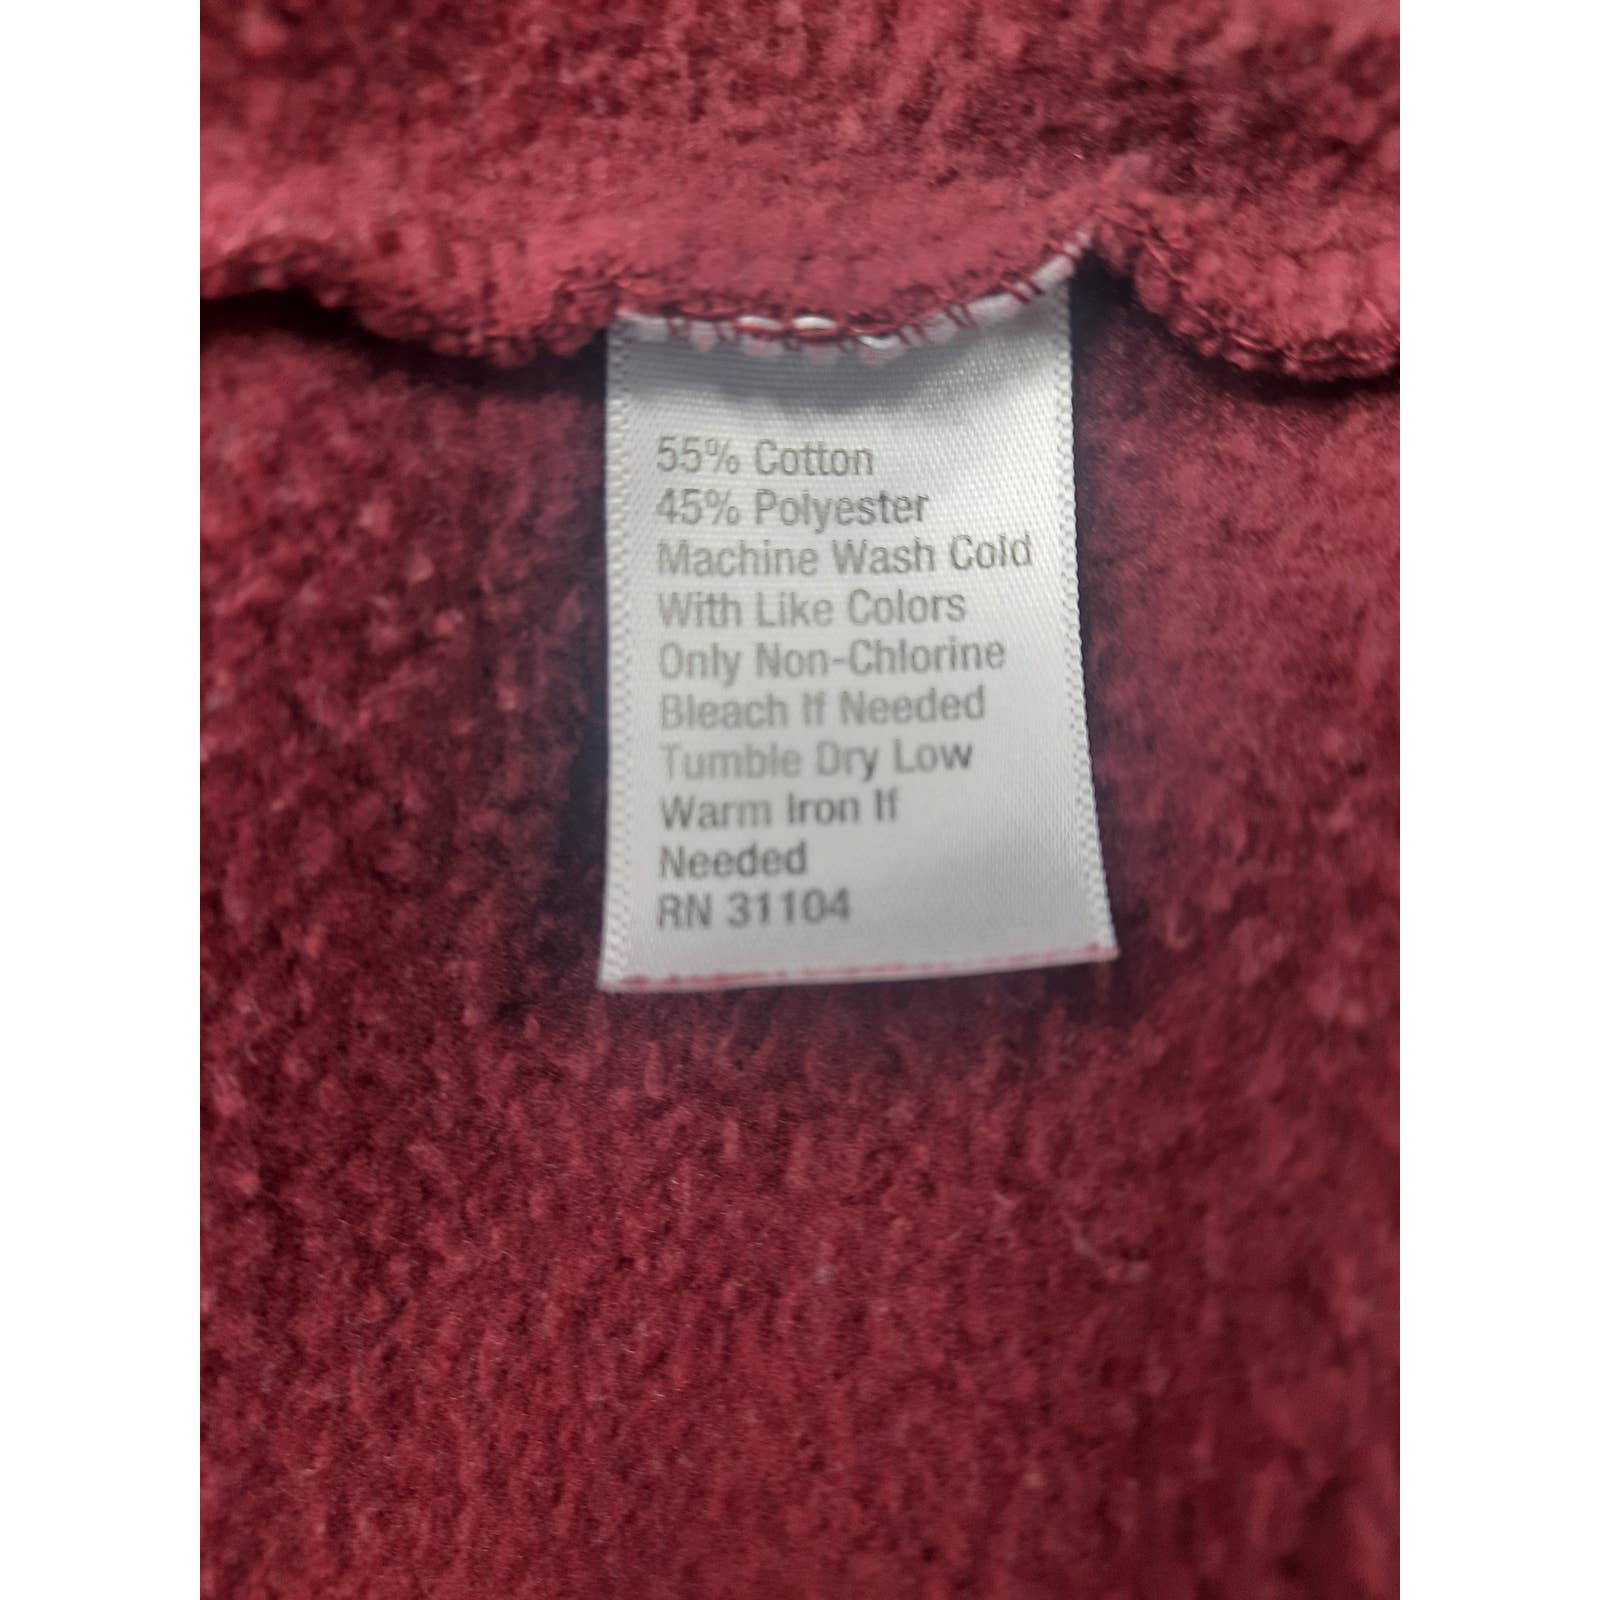 55% Cotton
45% Polyester
Machine Wash Cold
With Like Colors
Only Non-Chlorine
Bleach If Needed
Tumble Dry Low
Warm Iron If
Needed
RN 31104